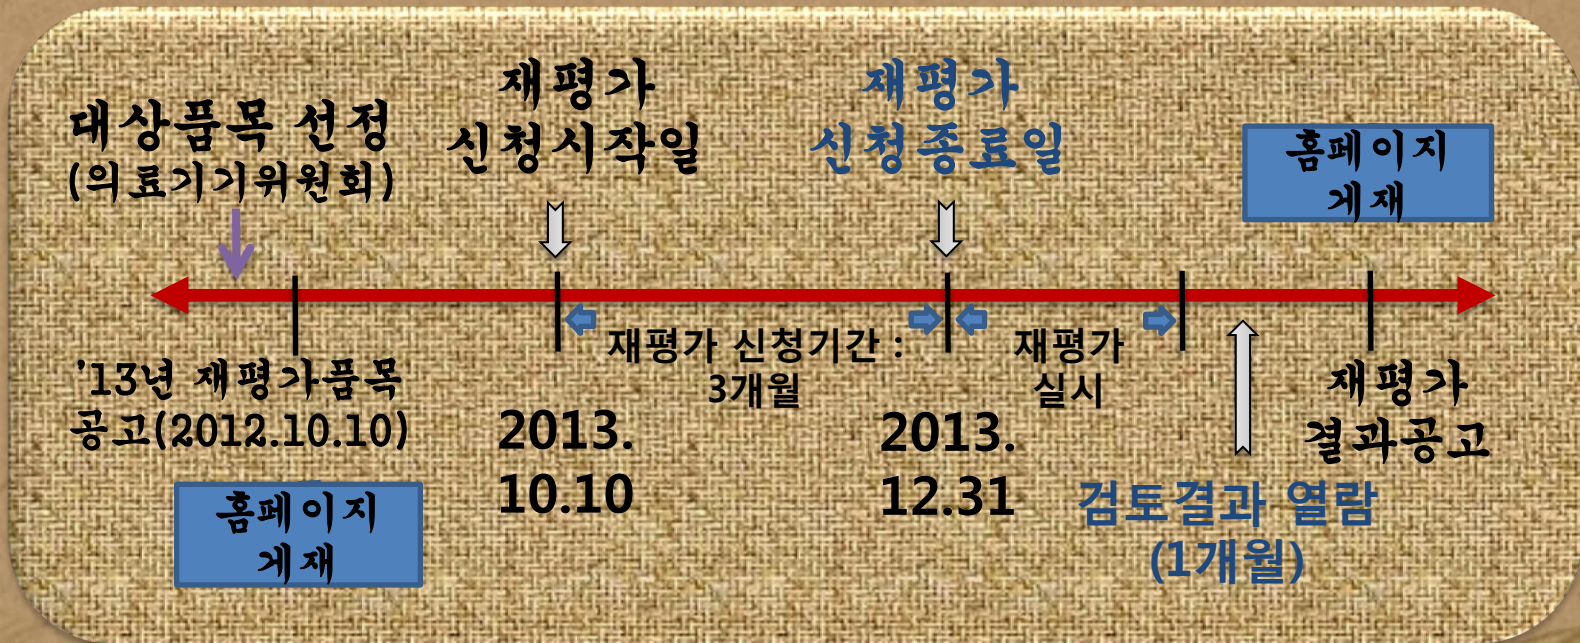 대상품목 선정
(의료기기위원회)
재평가
신청시작일
재평가
신청종료일
홈페이지
게재
'13년 재평가품목
공고(2012.10.10)
홈페이지
게재
재평가 신청기간 :
3개월
2013.
10.10
재평가
실시
2013.
12.31
검토결과 열람
(1개월)
재평가
결과공고